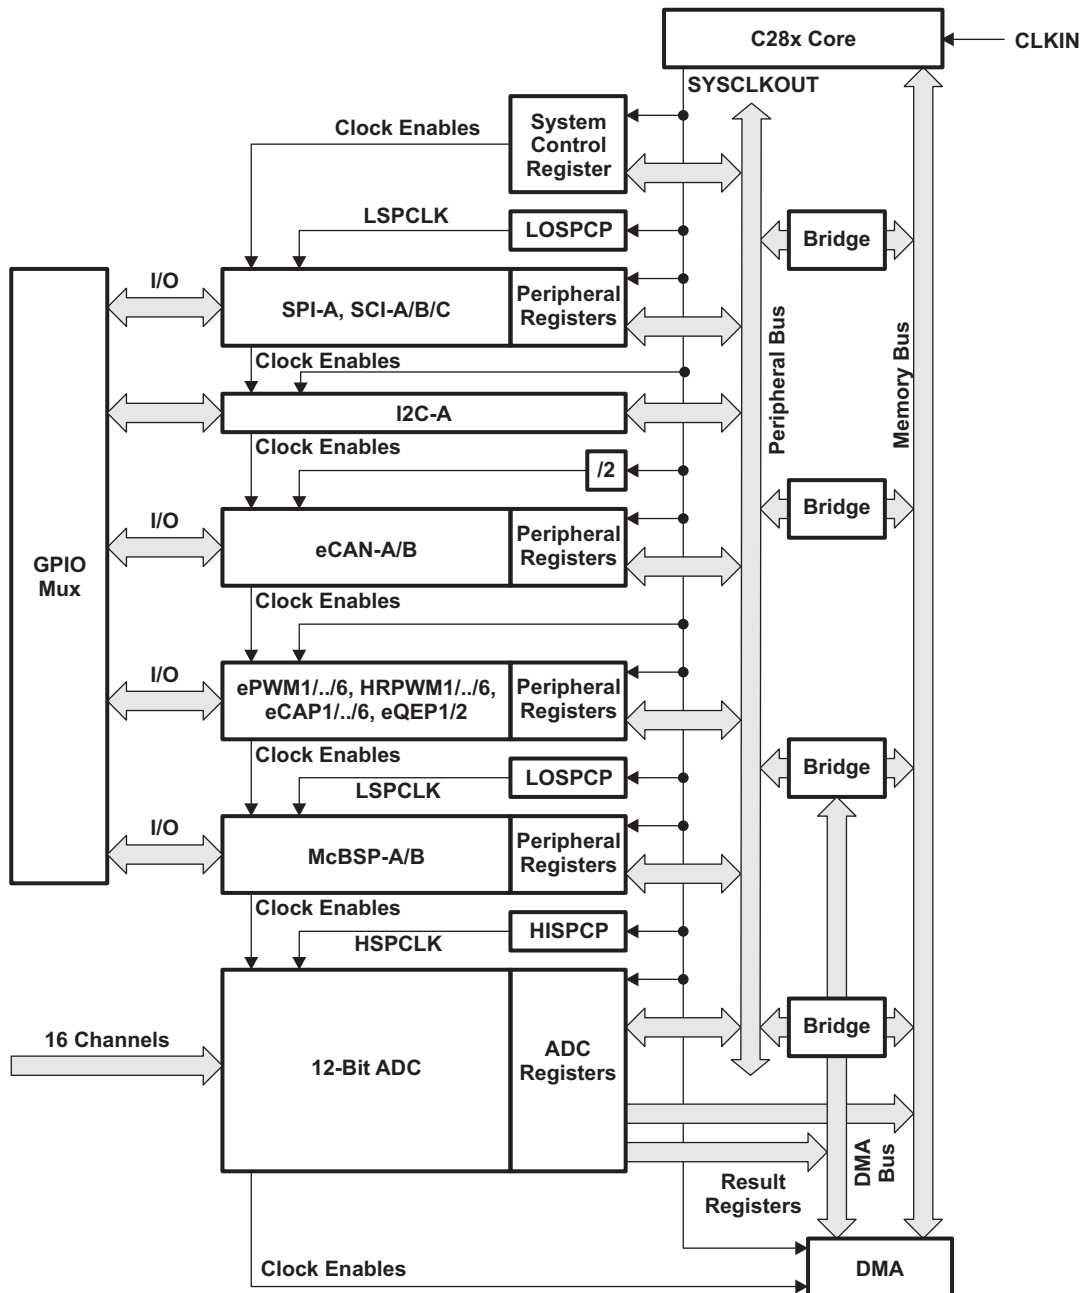 C28x Core
CLKIN
SYSCLKOUT
Clock Enables
System
Control
Register
LSPCLK
LOSPCP
Bridge
I/O
SPI-A, SCI-A/B/C
Peripheral
Registers
Peripheral Bus
Memory Bus
Clock Enables
I2C-A
Clock Enables
/2
Bridge
I/O
eCAN-A/B
Peripheral
Registers
GPIO
Mux
Clock Enables
I/O
ePWM1/../6, HRPWM1/../6,
eCAP1/../6, eQEP1/2
Peripheral
Registers
Clock Enables
LSPCLK
LOSPCP
Bridge
I/O
McBSP-A/B
Peripheral
Registers
Clock Enables
HSPCLK
HISPCP
16 Channels
12-Bit ADC
ADC
Registers
Bridge
DMA
Bus
Result
Registers
Clock Enables
DMA